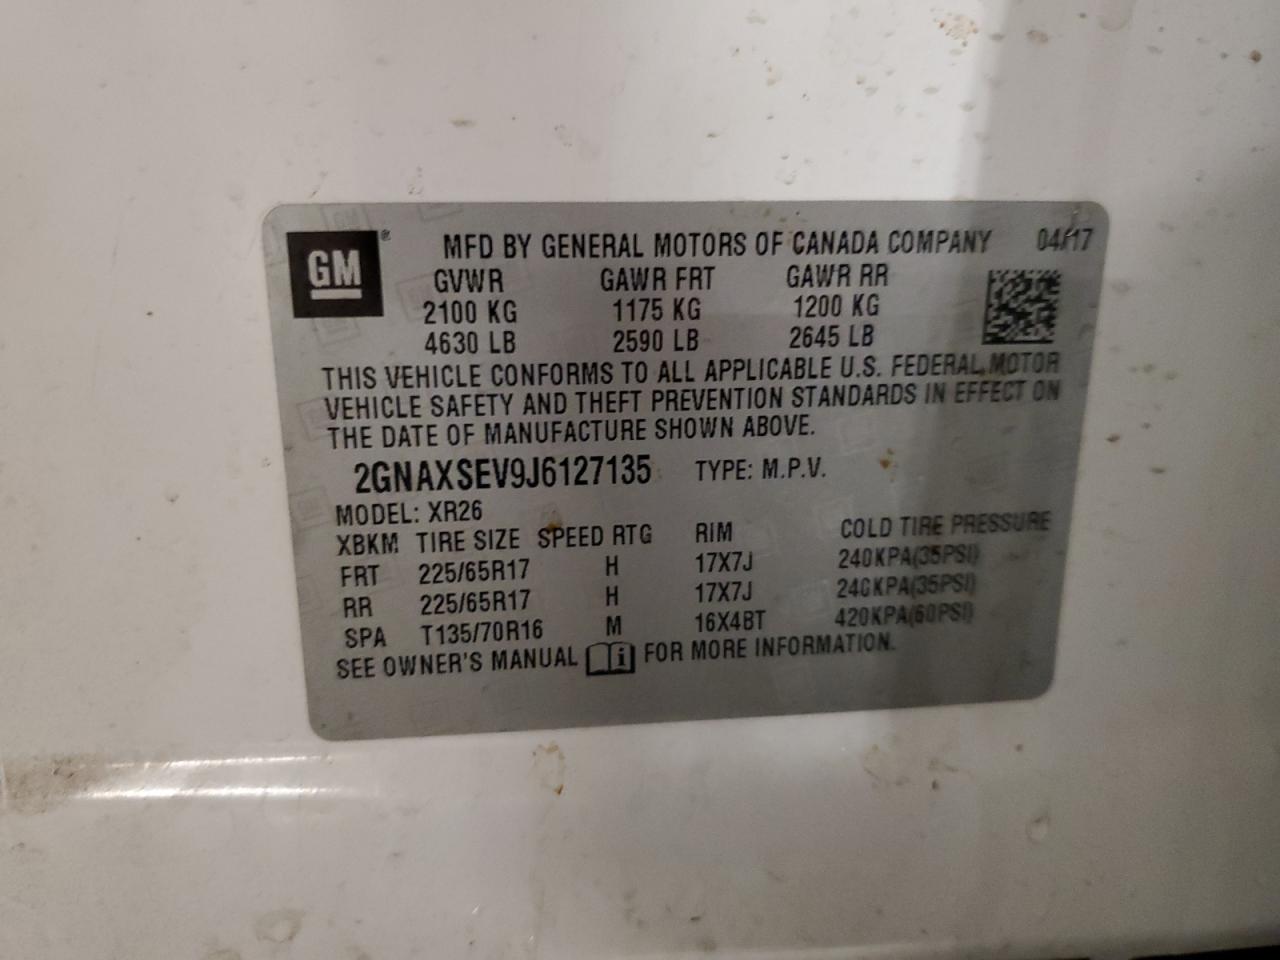 GM ®
MFD BY GENERAL MOTORS OF CANADA COMPANY 04/17
GVWR GAWR FRT GAWR RR
2100 KG 1175 KG 1200 KG
4630 LB 2590 LB 2645 LB
THIS VEHICLE CONFORMS TO ALL APPLICABLE U.S. FEDERAL MOTOR
VEHICLE SAFETY AND THEFT PREVENTION STANDARDS IN EFFECT ON
THE DATE OF MANUFACTURE SHOWN ABOVE.
2GNAXSEV9J6127135 TYPE: M.P.V.
MODEL: XR26
XBKM TIRE SIZE SPEED RTG RIM COLD TIRE PRESSURE
FRT 225/65R17 H 17X7J 240KPA(35PSI)
RR 225/65R17 H 17X7J 240KPA(35PSI)
SPA T135/70R16 M 16X4BT 420KPA(60PSI)
SEE OWNER'S MANUAL i FOR MORE INFORMATION.